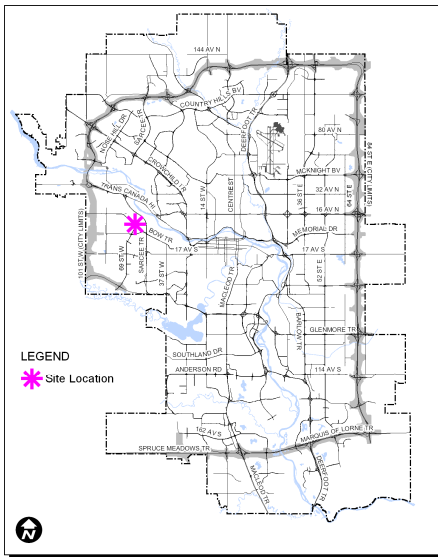 144 AV N
COUNTRY HILLS BV
DEERFOOT TR
NOSE HILL DR
SARCEE TR
80 AV N
CROWCHILD TR
84 ST E (CITY LIMITS)
MCKNIGHT BV
TRANS CANADA HI
14 ST W
CENTRE ST
36 ST E
32 AV N
64 ST E
16 AV N
101 ST W (CITY LIMITS)
BOW TR
MEMORIAL DR
17 AV S
17 AV S
69 ST W
SARCEE TR
37 ST W
52 ST E
MACLEOD TR
BARLOW TR
GLENMORE TR
SOUTHLAND DR
LEGEND
ANDERSON RD
114 AV S
Site Location
162 AV S
MARQUIS OF LORNE TR
SPRUCE MEADOWS TR
MACLEOD TR
DEERFOOT TR
N